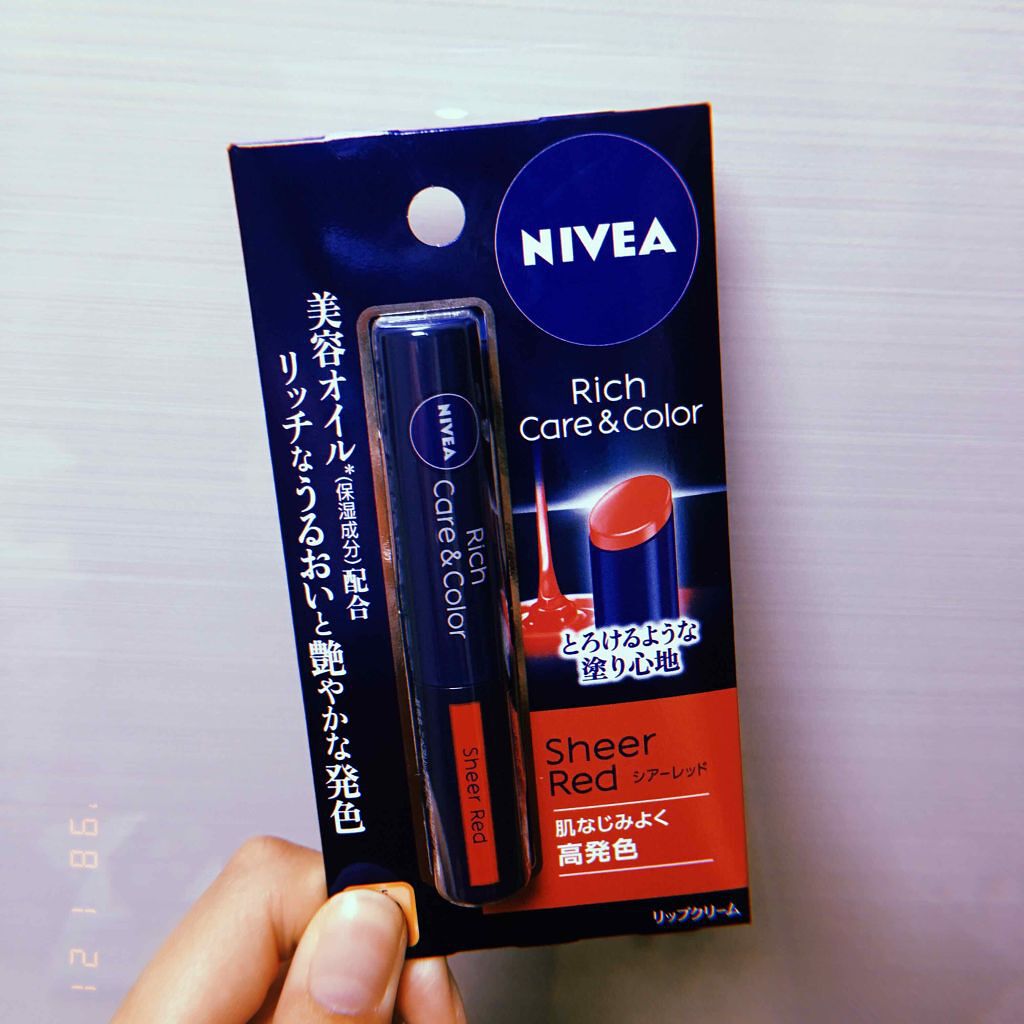 NIVEA
Rich
Care & Color
美容オイル*(保湿成分)配合
リッチなうるおいと艶やかな発色
NIVEA
Rich
Care & Color
Sheer Red
とろけるような
塗り心地
Sheer
Red シアーレッド
肌なじみよく
高発色
リップクリーム
'98 1 21